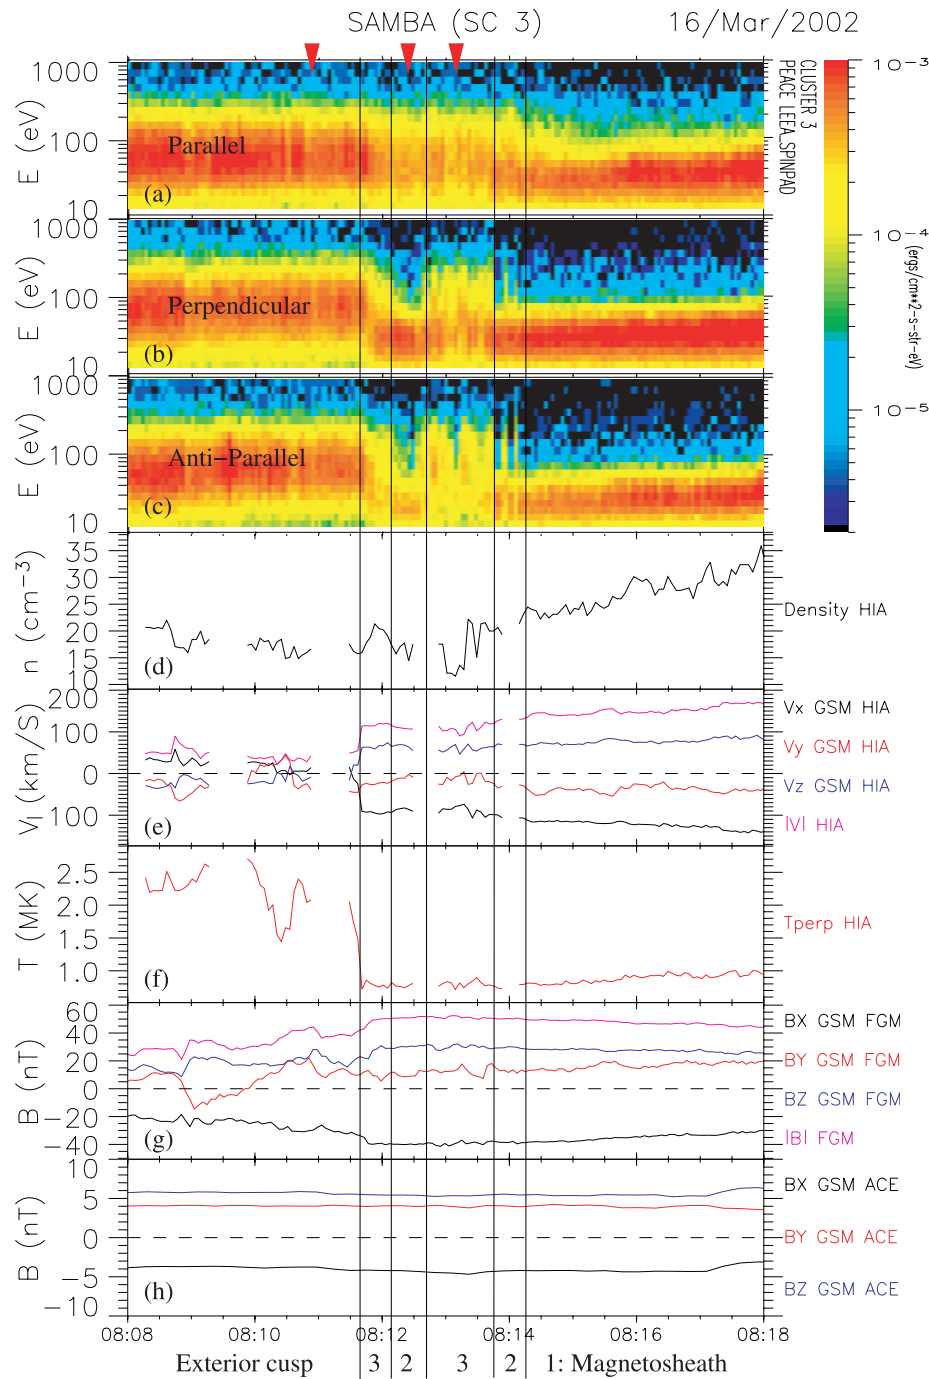 SAMBA (SC 3)
16/Mar/2002
1000
100
10
E (eV)
Parallel
(a)
CLUSTER 3
PEACE LEEA_SPINPAD
10⁻³
10⁻⁴
10⁻⁵
(ergs/cm**2-s-str-eV)
1000
100
10
E (eV)
Perpendicular
(b)
1000
100
10
E (eV)
Anti-Parallel
(c)
35
30
25
20
15
10
n (cm⁻³)
(d)
Density HIA
200
100
0
100
V| (km/S)
(e)
Vx GSM HIA
Vy GSM HIA
Vz GSM HIA
|V| HIA
2.5
2.0
1.5
1.0
T (MK)
(f)
Tperp HIA
60
40
20
0
-20
-40
B (nT)
(g)
BX GSM FGM
BY GSM FGM
BZ GSM FGM
|B| FGM
10
5
0
-5
-10
B (nT)
(h)
BX GSM ACE
BY GSM ACE
BZ GSM ACE
08:08 08:10 08:12 08:14 08:16 08:18
Exterior cusp 3 2 3 2 1: Magnetosheath